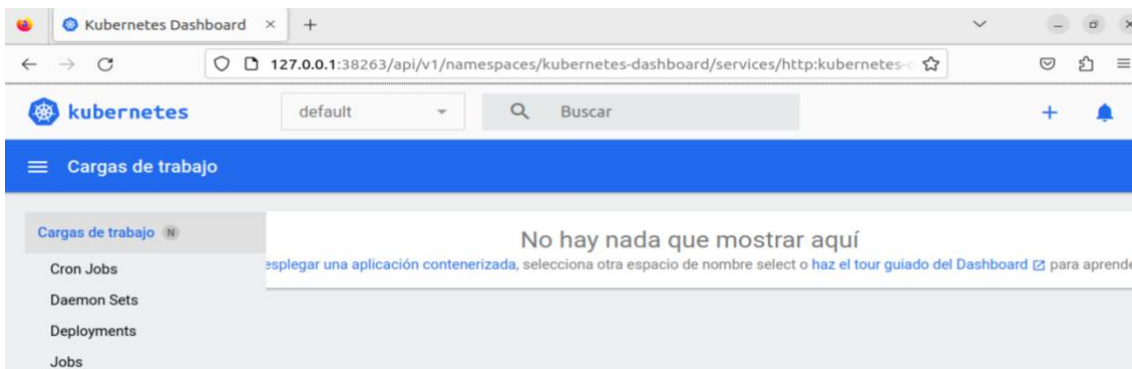 Kubernetes Dashboard
127.0.0.1:38263/api/v1/namespaces/kubernetes-dashboard/services/http:kubernetes-
kubernetes
default
Buscar
Cargas de trabajo
Cargas de trabajo N
No hay nada que mostrar aquí
esplegar una aplicación contenerizada, selecciona otra espacio de nombre select o haz el tour guiado del Dashboard para aprende
Cron Jobs
Daemon Sets
Deployments
Jobs